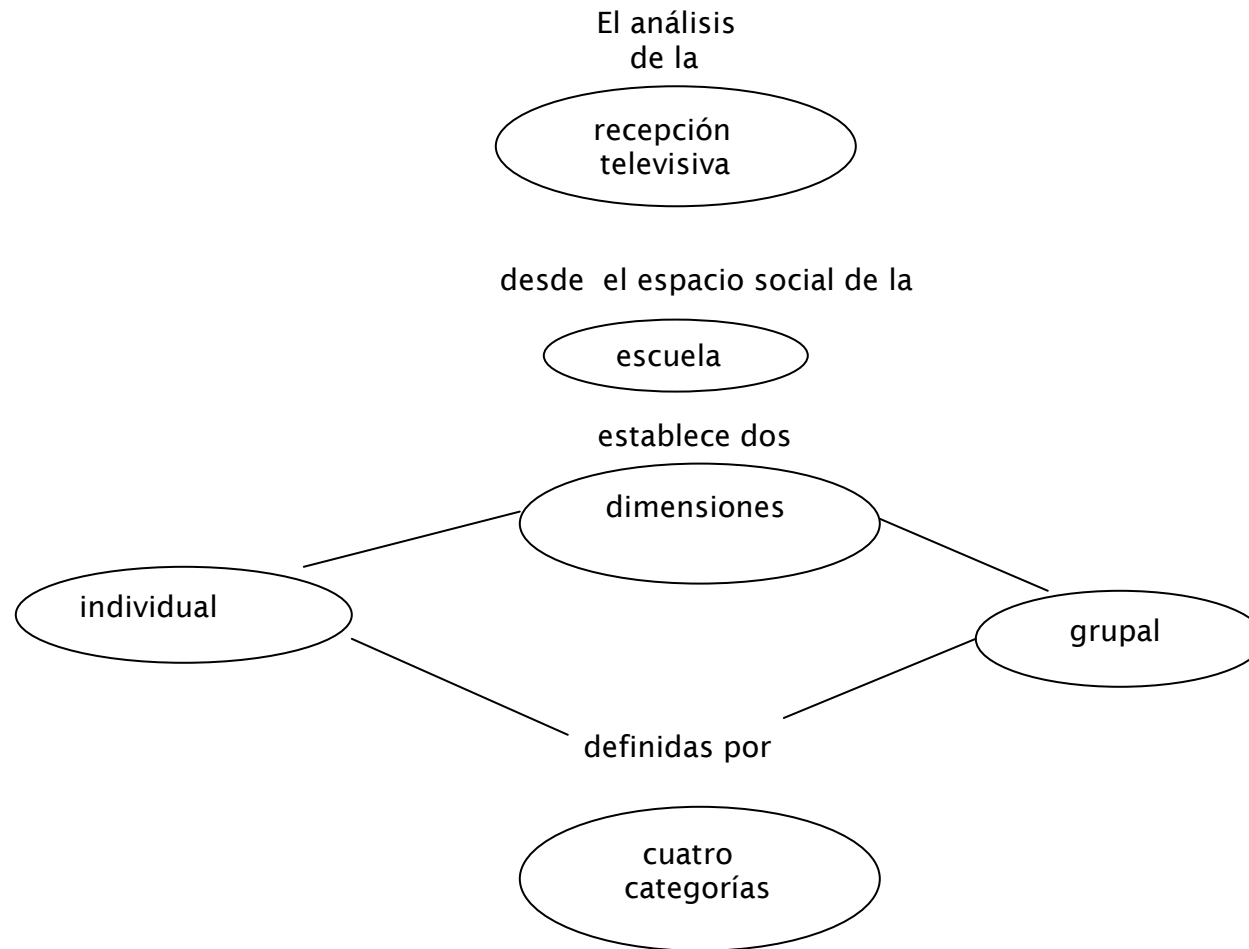 El análisis
de la
recepción
televisiva
desde el espacio social de la
escuela
establece dos
dimensiones
individual
grupal
definidas por
cuatro
categorías